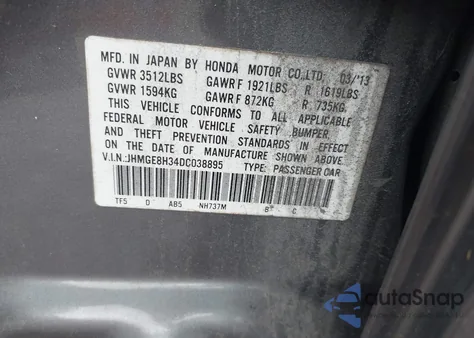 MFD. IN JAPAN BY HONDA MOTOR CO.,LTD. 03/'13
GVWR 3512LBS GAWR F 1921LBS R 1619LBS
GVWR 1594KG GAWR F 872KG R 735KG
THIS VEHICLE CONFORMS TO ALL APPLICABLE
FEDERAL MOTOR VEHICLE SAFETY, BUMPER,
AND THEFT PREVENTION STANDARDS IN EFFECT
ON THE DATE OF MANUFACTURE SHOWN ABOVE.
V.I.N.:JHMGE8H34DC038895 TYPE: PASSENGER CAR
TF5 D AB5 NH737M B C
autaSnap